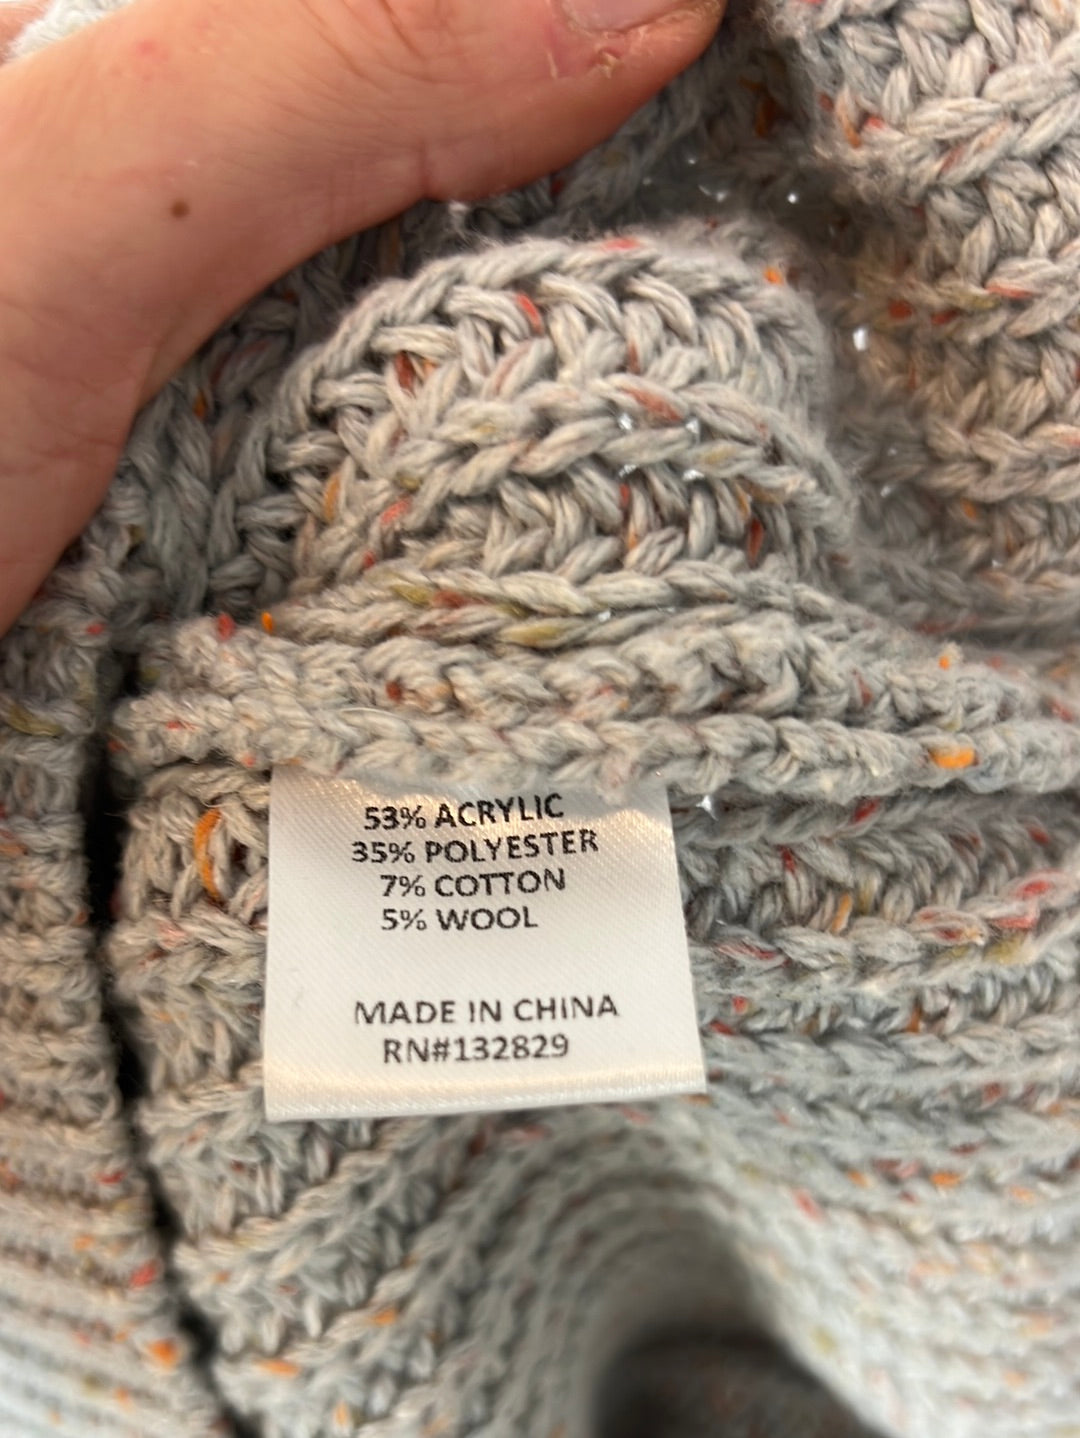 53% ACRYLIC
35% POLYESTER
7% COTTON
5% WOOL
MADE IN CHINA
RN#132829